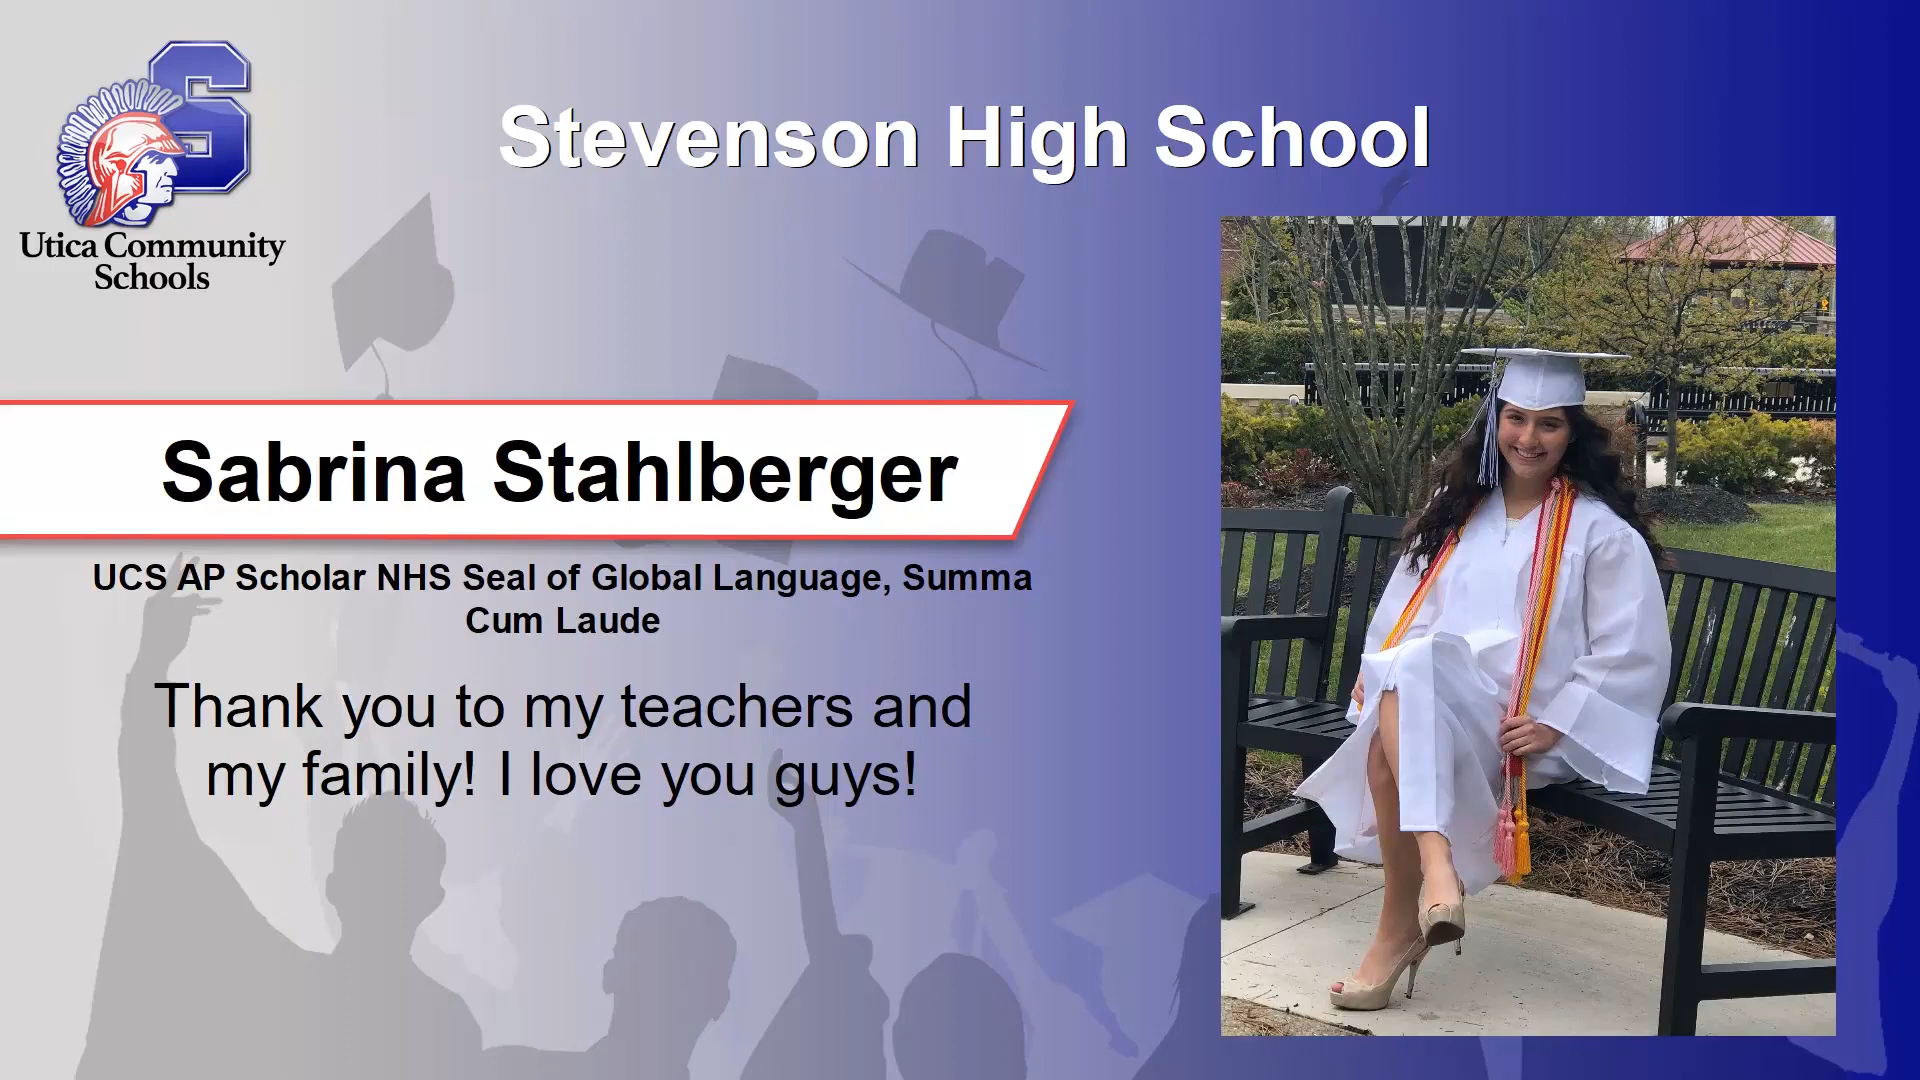 S
Utica Community
Schools
Stevenson High School
Sabrina Stahlberger
UCS AP Scholar NHS Seal of Global Language, Summa
Cum Laude
Thank you to my teachers and
my family! I love you guys!